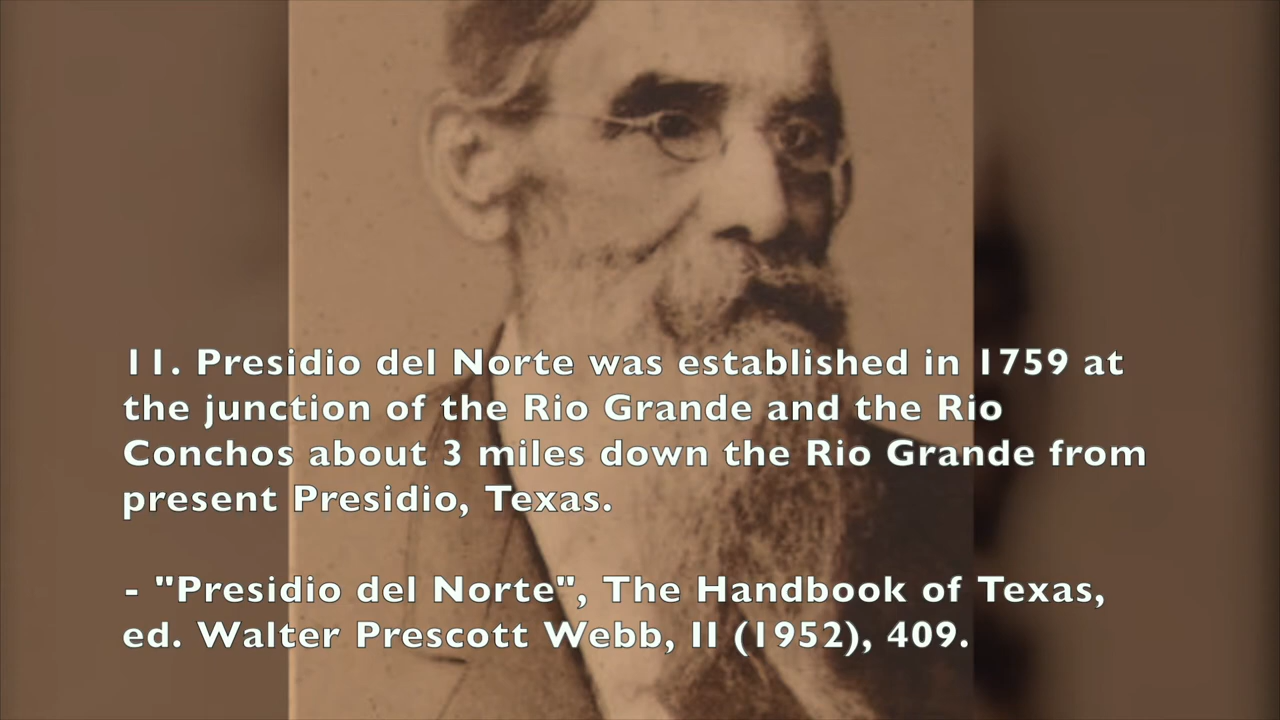 11. Presidio del Norte was established in 1759 at
the junction of the Rio Grande and the Rio
Conchos about 3 miles down the Rio Grande from
present Presidio, Texas.
- "Presidio del Norte", The Handbook of Texas,
ed. Walter Prescott Webb, II (1952), 409.